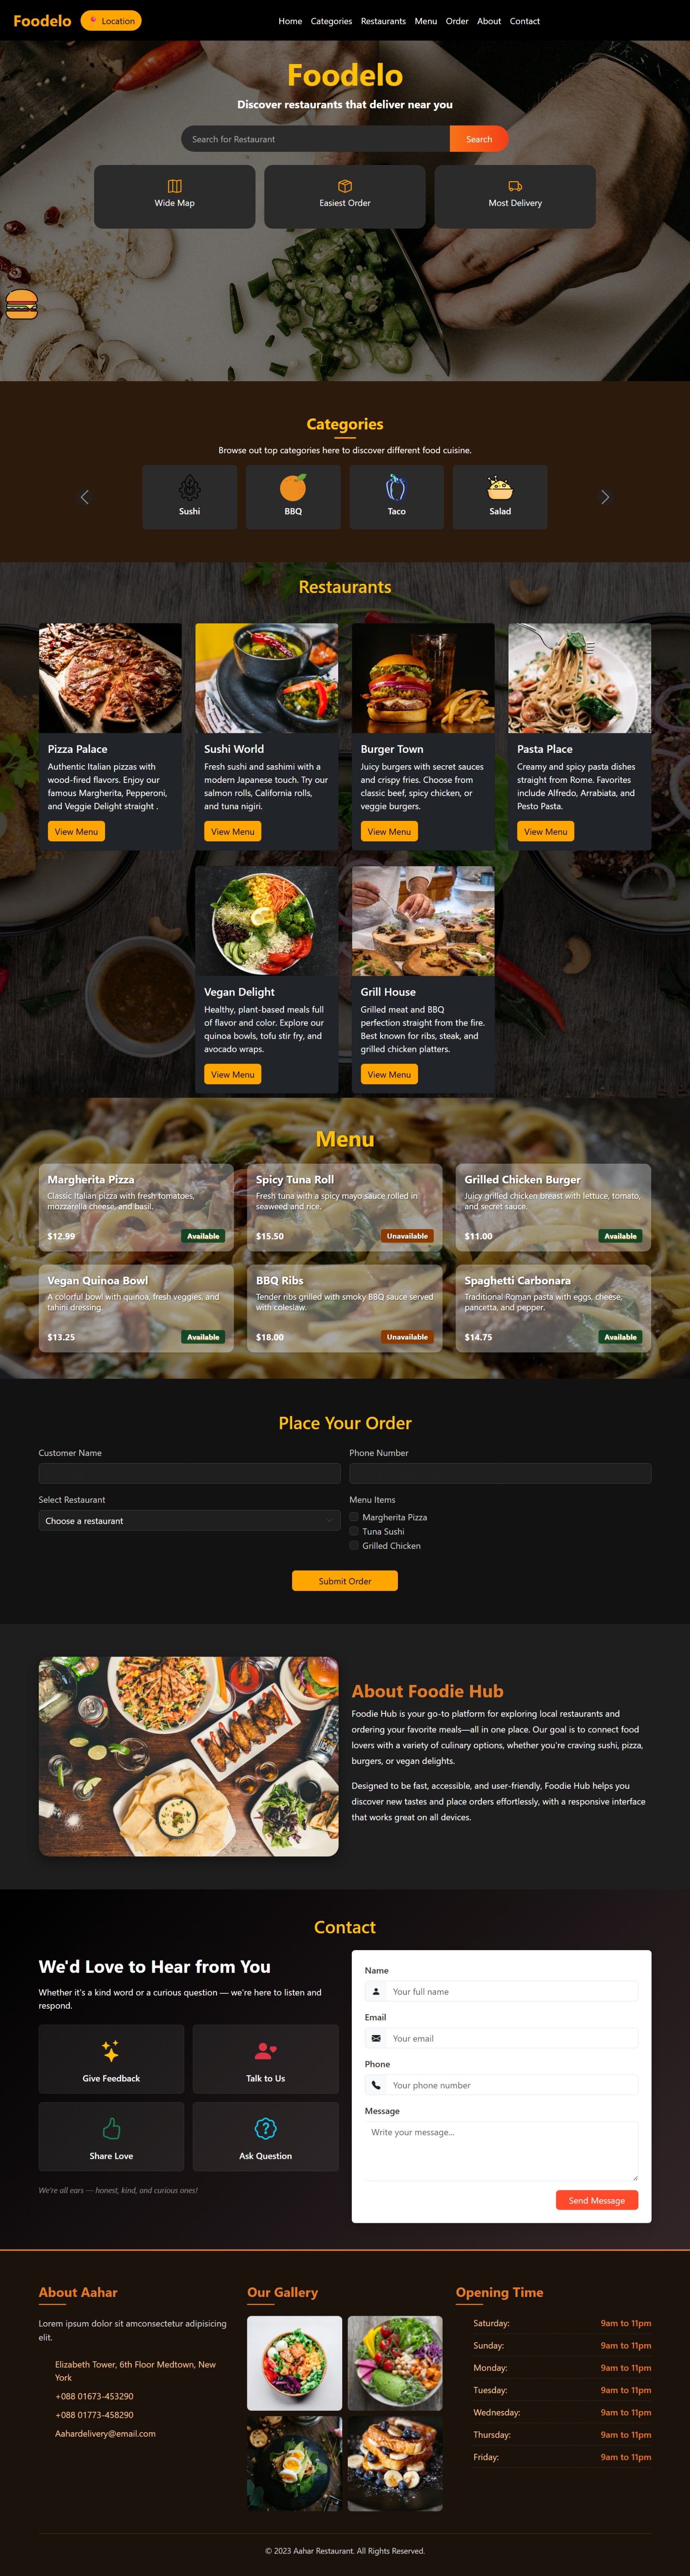 Foodelo
Location
Home Categories Restaurants Menu Order About Contact
Foodelo
Discover restaurants that deliver near you
Search for Restaurant
Search
Wide Map
Easiest Order
Most Delivery
Categories
Browse out top categories here to discover different food cuisine.
Sushi
BBQ
Taco
Salad
Restaurants
Pizza Palace
Authentic Italian pizzas with
wood-fired flavors. Enjoy our
famous Margherita, Pepperoni,
and Veggie Delight straight .
View Menu
Sushi World
Fresh sushi and sashimi with a
modern Japanese touch. Try our
salmon rolls, California rolls,
and tuna nigiri.
View Menu
Burger Town
Juicy burgers with secret sauces
and crispy fries. Choose from
classic beef, spicy chicken, or
veggie burgers.
View Menu
Pasta Place
Creamy and spicy pasta dishes
straight from Rome. Favorites
include Alfredo, Arrabiata, and
Pesto Pasta.
View Menu
Vegan Delight
Healthy, plant-based meals full
of flavor and color. Explore our
quinoa bowls, tofu stir fry, and
avocado wraps.
View Menu
Grill House
Grilled meat and BBQ
perfection straight from the fire.
Best known for ribs, steak, and
grilled chicken platters.
View Menu
Menu
Margherita Pizza
Classic Italian pizza with fresh tomatoes,
mozzarella cheese, and basil.
$12.99
Available
Spicy Tuna Roll
Fresh tuna with a spicy mayo sauce rolled in
seaweed and rice.
$15.50
Unavailable
Grilled Chicken Burger
Juicy grilled chicken breast with lettuce, tomato,
and secret sauce.
$11.00
Available
Vegan Quinoa Bowl
A colorful bowl with quinoa, fresh veggies, and
tahini dressing.
$13.25
Available
BBQ Ribs
Tender ribs grilled with smoky BBQ sauce served
with coleslaw.
$18.00
Unavailable
Spaghetti Carbonara
Traditional Roman pasta with eggs, cheese,
pancetta, and pepper.
$14.75
Available
Place Your Order
Customer Name
Phone Number
Select Restaurant
Choose a restaurant
Menu Items
Margherita Pizza
Tuna Sushi
Grilled Chicken
Submit Order
About Foodie Hub
Foodie Hub is your go-to platform for exploring local restaurants and
ordering your favorite meals—all in one place. Our goal is to connect food
lovers with a variety of culinary options, whether you're craving sushi, pizza,
burgers, or vegan delights.
Designed to be fast, accessible, and user-friendly, Foodie Hub helps you
discover new tastes and place orders effortlessly, with a responsive interface
that works great on all devices.
Contact
We'd Love to Hear from You
Whether it's a kind word or a curious question — we're here to listen and
respond.
Give Feedback
Talk to Us
Share Love
Ask Question
We're all ears — honest, kind, and curious ones!
Name
Your full name
Email
Your email
Phone
Your phone number
Message
Write your message...
Send Message
About Aahar
Lorem ipsum dolor sit amconsectetur adipisicing
elit.
Elizabeth Tower, 6th Floor Medtown, New
York
+088 01673-453290
+088 01773-458290
Aahardelivery@email.com
Our Gallery
Opening Time
Saturday: 9am to 11pm
Sunday: 9am to 11pm
Monday: 9am to 11pm
Tuesday: 9am to 11pm
Wednesday: 9am to 11pm
Thursday: 9am to 11pm
Friday: 9am to 11pm
© 2023 Aahar Restaurant. All Rights Reserved.